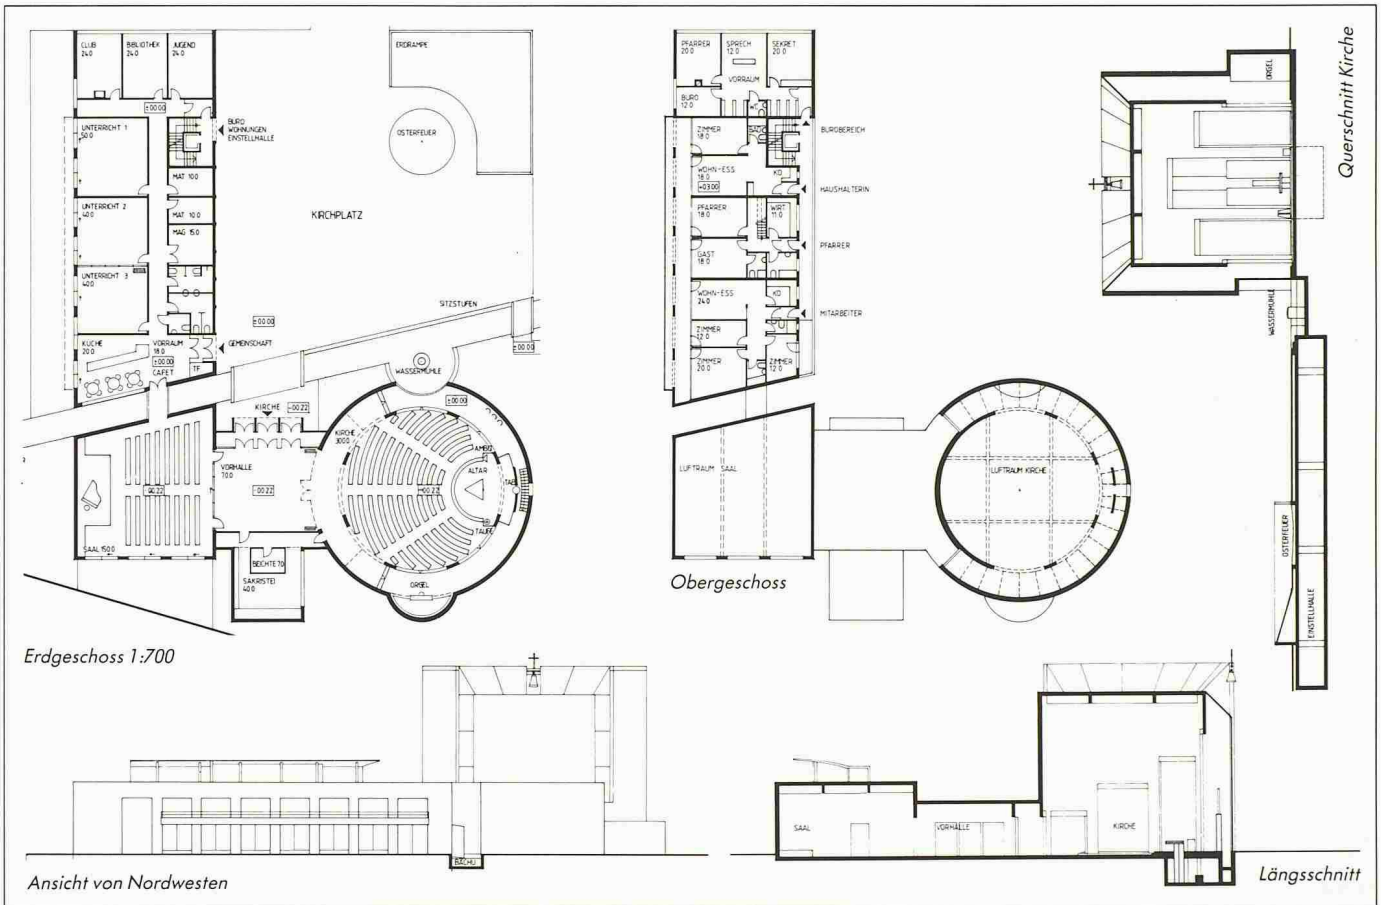 CLUB
24.0
BIBLIOTHEK
24.0
JUGEND
24.0
±00.00
UNTERRICHT 1
50.0
BÜRO
WOHNUNGEN
EINSTELLHALLE
MAT 10.0
UNTERRICHT 2
40.0
MAT 10.0
MAG 15.0
UNTERRICHT 3
40.0
KÜCHE
20.0
VORRAUM
18.0
±00.00
CAFET
TF
GEMEINSCHAFT
±00.00
ERDRAMPE
OSTERFEUER
KIRCHPLATZ
SITZSTUFEN
±00.00
WASSERMÜHLE
KIRCHE
-00.22
±00.00
KIRCHE
300.0
AMBO
ALTAR
TAB
-00.22
TAUFE
VORHALLE
70.0
-00.22
-00.22
SAAL 150.0
BEICHTE 7.0
SAKRISTEI
40.0
ORGEL
Erdgeschoss 1:700
PFARRER
20.0
SPRECH
12.0
SEKRET
20.0
VORRAUM
BÜRO
12.0
WC
ZIMMER
18.0
BAD
BÜROBEREICH
WOHN-ESS
18.0
+03.00
KO
HAUSHÄLTERIN
PFARRER
18.0
WIRT
11.0
GAST
18.0
PFARRER
WOHN-ESS
24.0
KO
MITARBEITER
ZIMMER
12.0
ZIMMER
20.0
ZIMMER
12.0
LUFTRAUM SAAL
LUFTRAUM KIRCHE
Obergeschoss
Querschnitt Kirche
ORGEL
WASSERMÜHLE
OSTERFEUER
EINSTELLHALLE
BÄCHLI
Ansicht von Nordwesten
SAAL
VORHALLE
KIRCHE
Längsschnitt